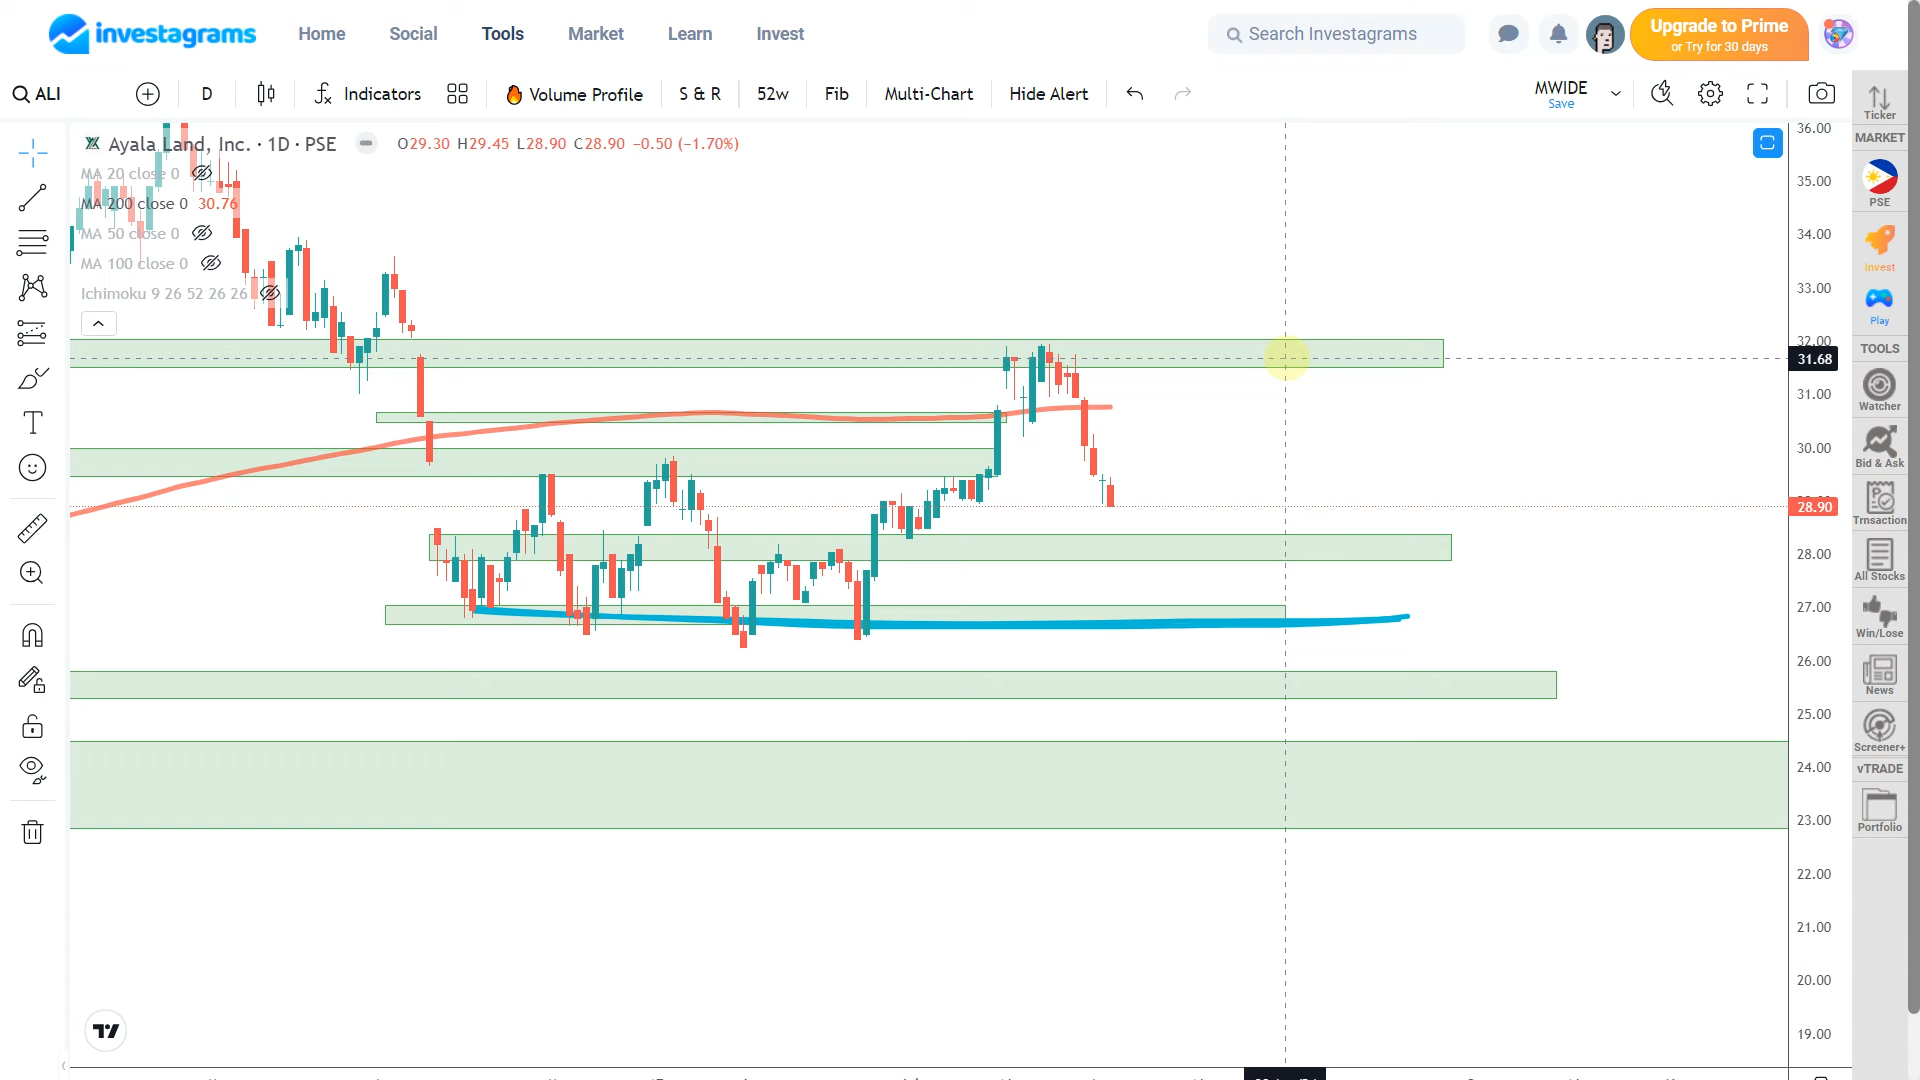 investagrams Home Social Tools Market Learn Invest Search Investagrams Upgrade to Prime
or Try for 30 days
ALI D Indicators Volume Profile S & R 52w Fib Multi-Chart Hide Alert MWIDE
Save
Ayala Land, Inc. · 1D · PSE O29.30 H29.45 L28.90 C28.90 −0.50 (−1.70%)
MA 20 close 0
MA 200 close 0 30.76
MA 50 close 0
MA 100 close 0
Ichimoku 9 26 52 26 26
36.00
35.00
34.00
33.00
32.00
31.68
31.00
30.00
28.90
28.00
27.00
26.00
25.00
24.00
23.00
22.00
21.00
20.00
19.00
Ticker
MARKET
PSE
Invest
Play
TOOLS
Watcher
Bid & Ask
Trnsaction
All Stocks
Win/Lose
News
Screener+
vTRADE
Portfolio